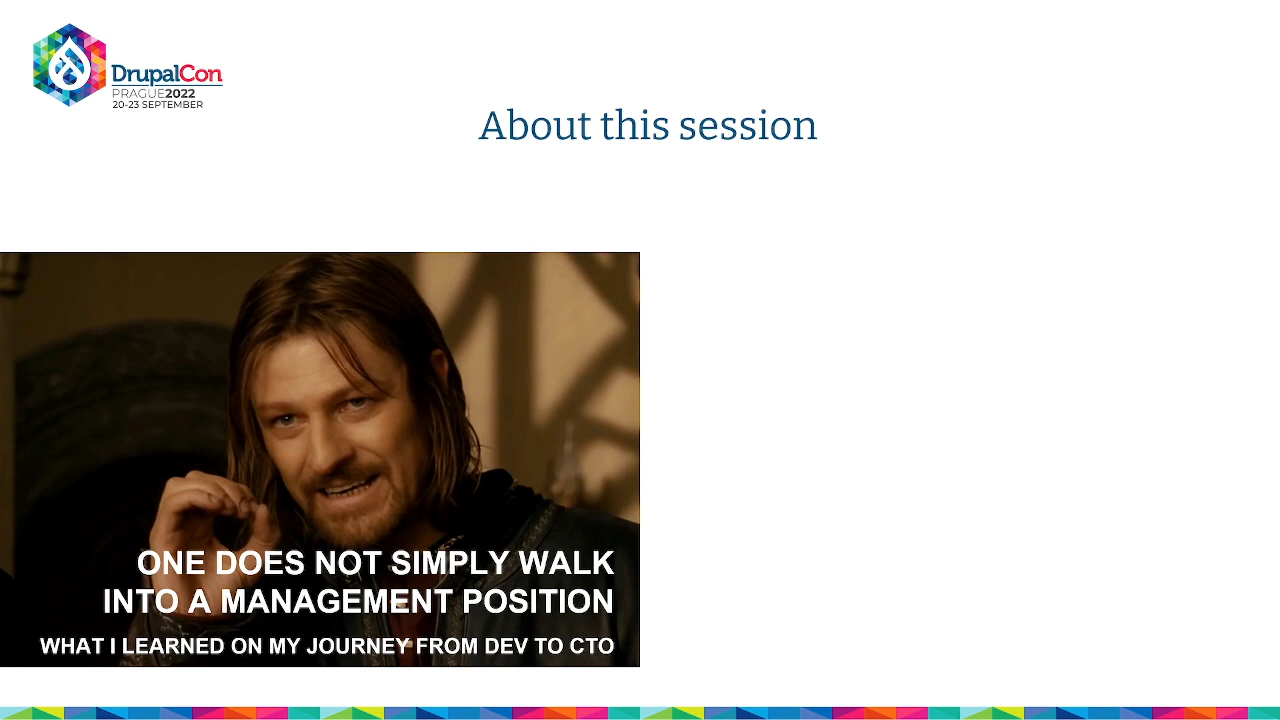 DrupalCon
PRAGUE2022
20-23 SEPTEMBER
About this session
ONE DOES NOT SIMPLY WALK
INTO A MANAGEMENT POSITION
WHAT I LEARNED ON MY JOURNEY FROM DEV TO CTO